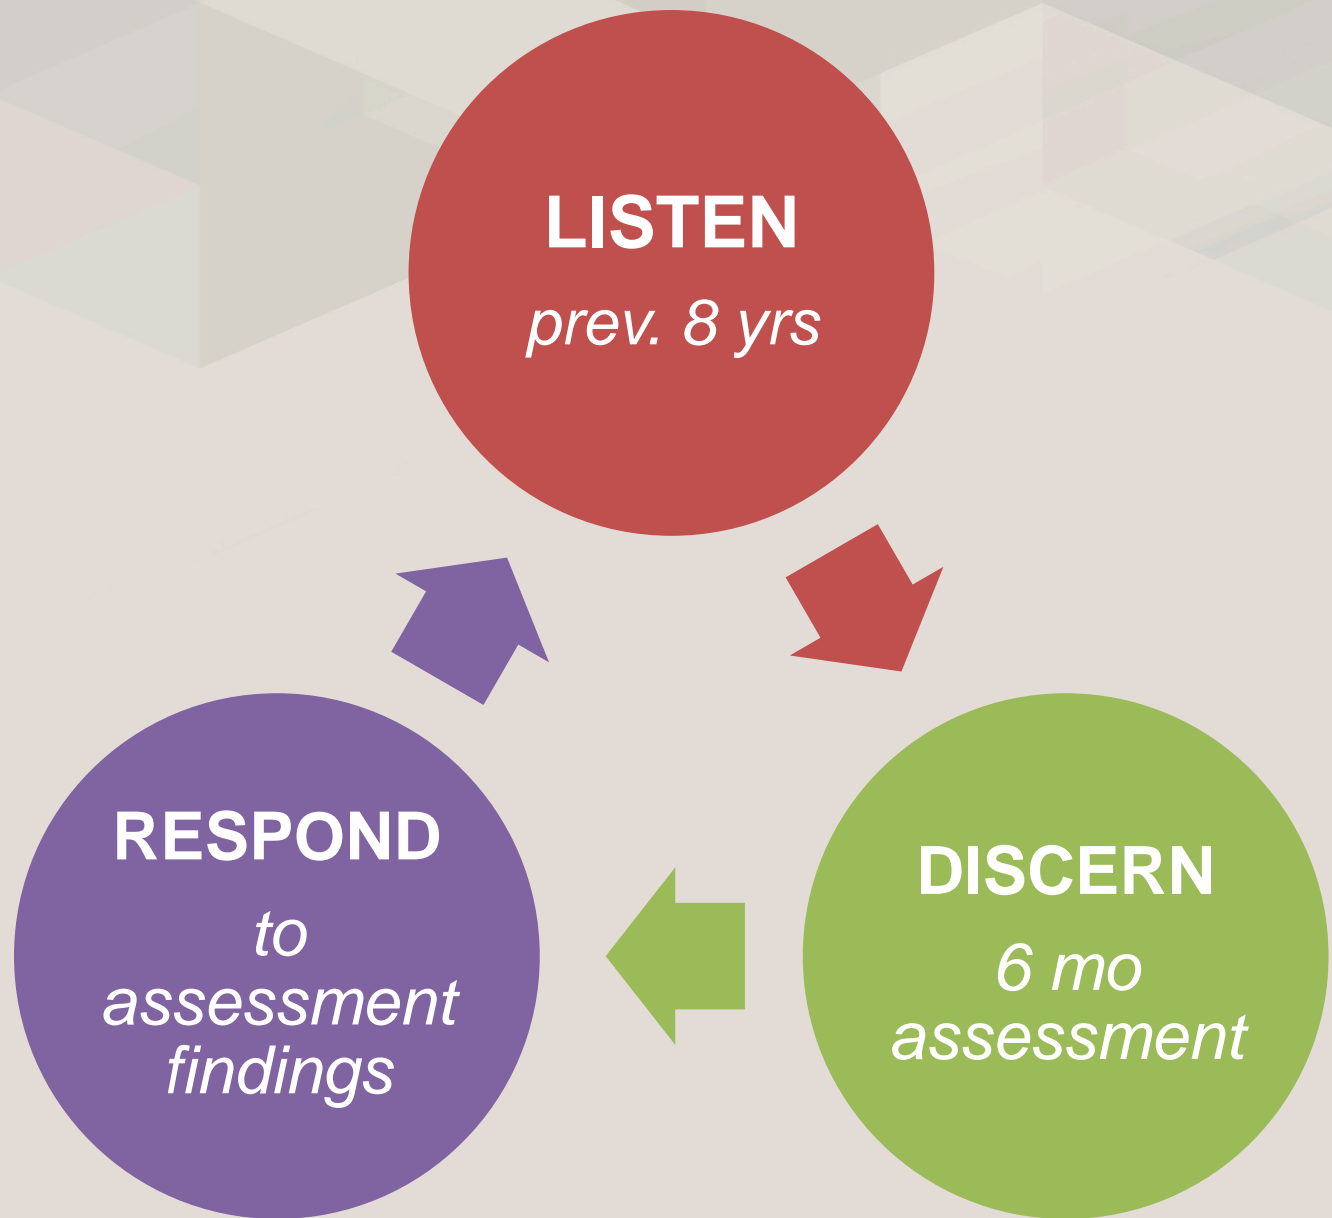 LISTEN
prev. 8 yrs
DISCERN
6 mo
assessment
RESPOND
to
assessment
findings